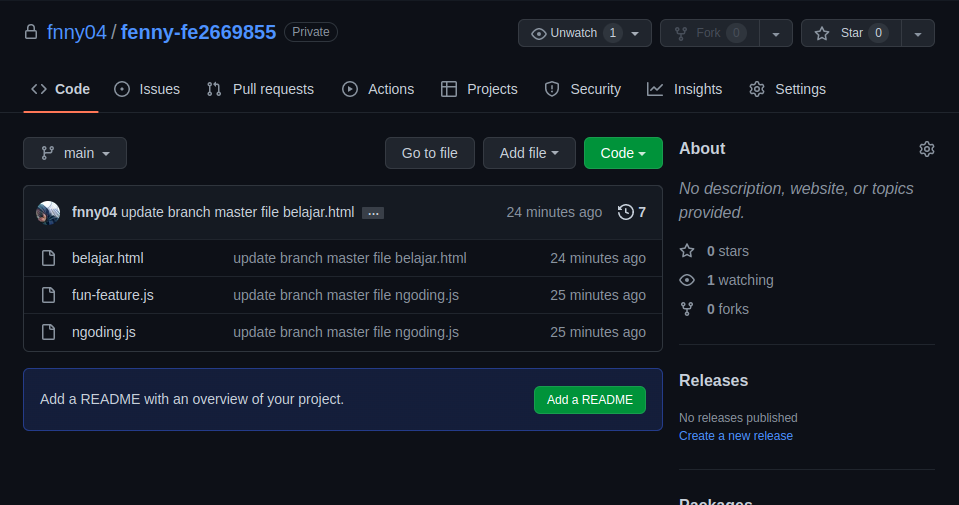 fnny04 / fenny-fe2669855 Private
Unwatch 1 Fork 0 Star 0
Code Issues Pull requests Actions Projects Security Insights Settings
main Go to file Add file Code
fnny04 update branch master file belajar.html ... 24 minutes ago 7
belajar.html update branch master file belajar.html 24 minutes ago
fun-feature.js update branch master file ngoding.js 25 minutes ago
ngoding.js update branch master file ngoding.js 25 minutes ago
Add a README with an overview of your project. Add a README
About
No description, website, or topics
provided.
0 stars
1 watching
0 forks
Releases
No releases published
Create a new release
Packages